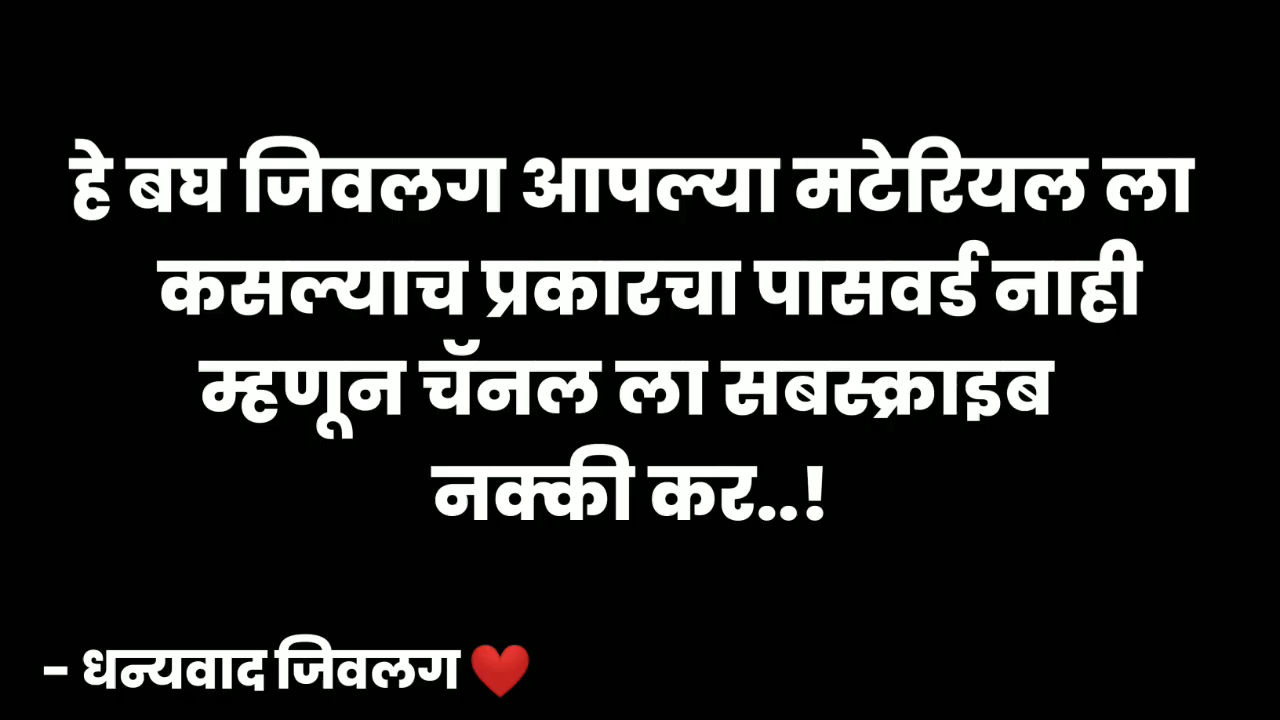 हे बघ जिवलग आपल्या मटेरियल ला
कसल्याच प्रकारचा पासवर्ड नाही
म्हणून चॅनल ला सबस्क्राइब
नक्की कर..!
- धन्यवाद जिवलग ❤️